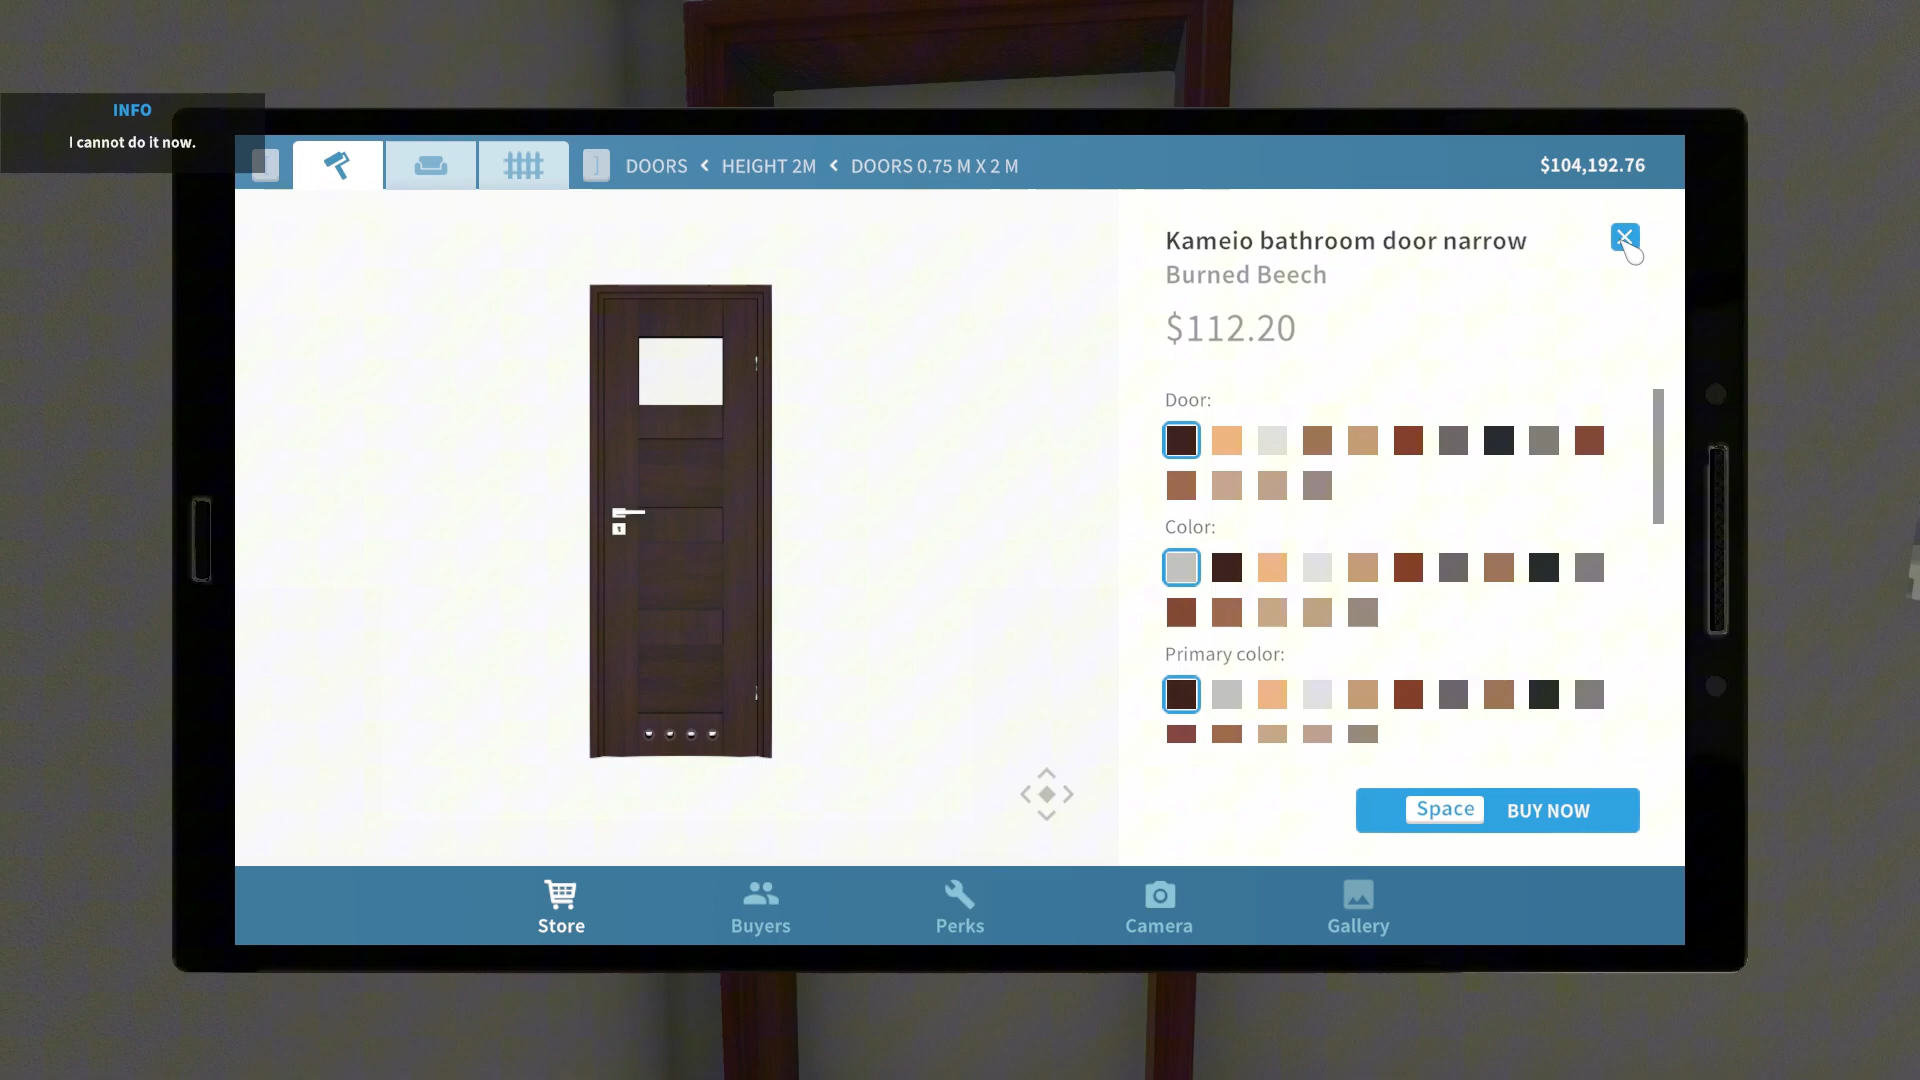 INFO
I cannot do it now.
[
]
DOORS < HEIGHT 2M < DOORS 0.75 M X 2 M
$104,192.76
Kameio bathroom door narrow
Burned Beech
$112.20
Door:
Color:
Primary color:
Space BUY NOW
Store
Buyers
Perks
Camera
Gallery